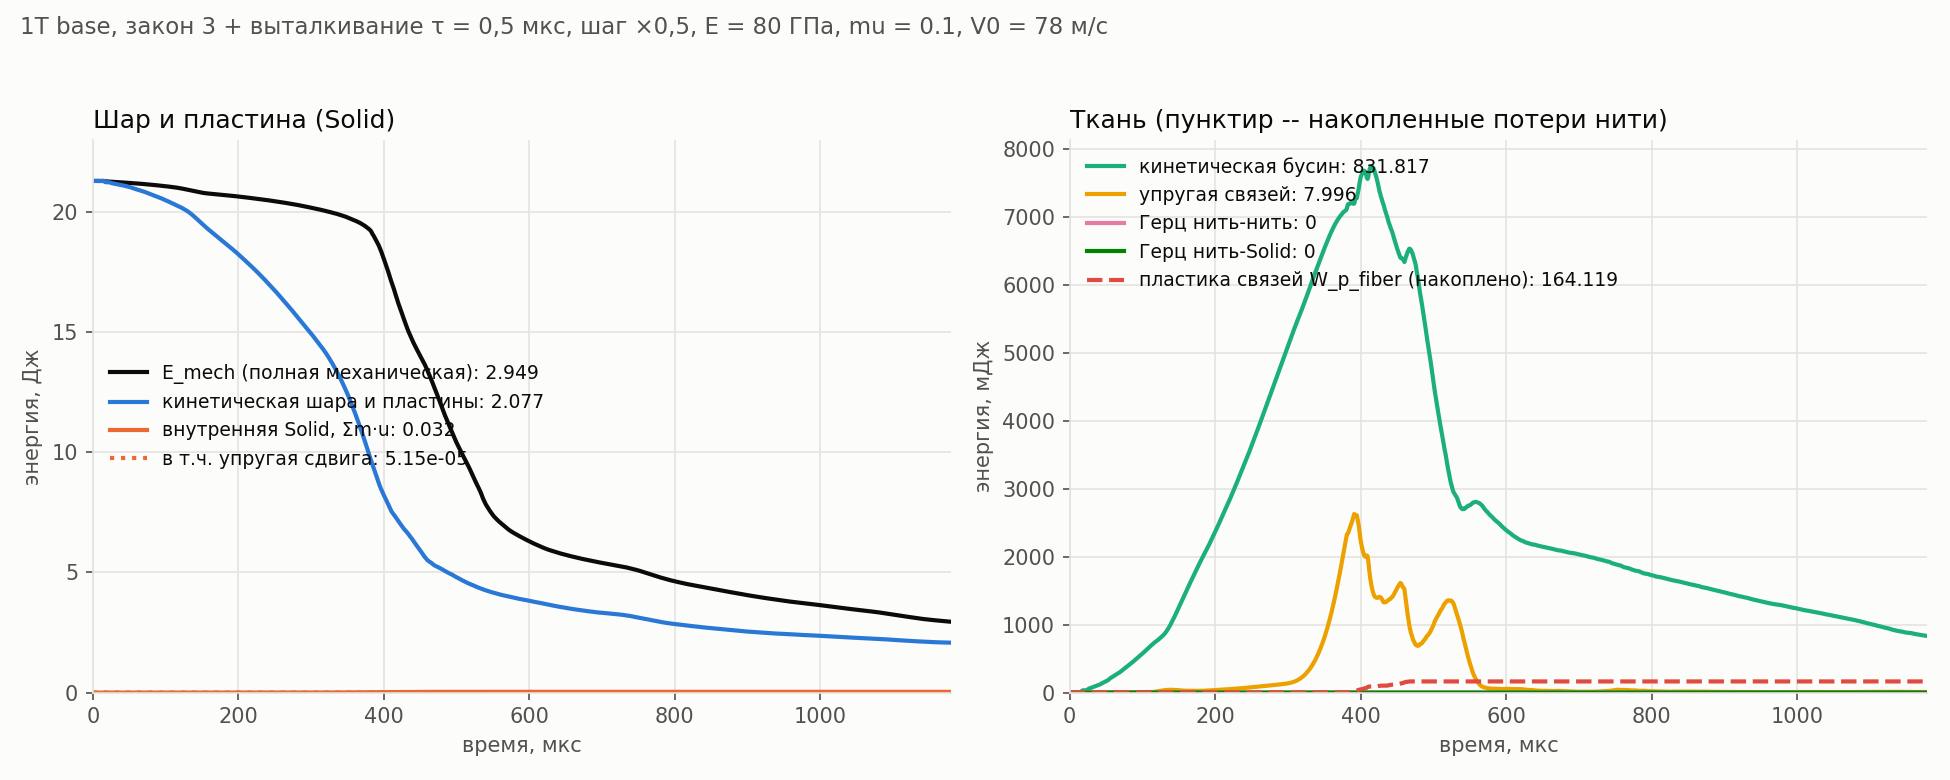 1T base, закон 3 + выталкивание τ = 0,5 мкс, шаг ×0,5, E = 80 ГПа, mu = 0.1, V0 = 78 м/с
Шар и пластина (Solid)
энергия, Дж
20
15
10
5
0
E_mech (полная механическая): 2.949
кинетическая шара и пластины: 2.077
внутренняя Solid, Σm·u: 0.032
в т.ч. упругая сдвига: 5.15e-05
0 200 400 600 800 1000
время, мкс
Ткань (пунктир -- накопленные потери нити)
энергия, мДж
8000
7000
6000
5000
4000
3000
2000
1000
0
кинетическая бусин: 831.817
упругая связей: 7.996
Герц нить-нить: 0
Герц нить-Solid: 0
пластика связей W_p_fiber (накоплено): 164.119
0 200 400 600 800 1000
время, мкс